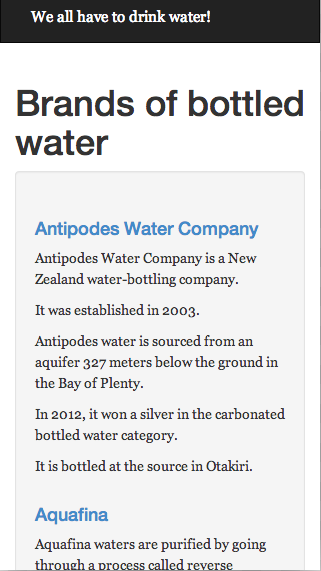 We all have to drink water!
Brands of bottled
water
Antipodes Water Company
Antipodes Water Company is a New
Zealand water-bottling company.
It was established in 2003.
Antipodes water is sourced from an
aquifer 327 meters below the ground in
the Bay of Plenty.
In 2012, it won a silver in the carbonated
bottled water category.
It is bottled at the source in Otakiri.
Aquafina
Aquafina waters are purified by going
through a process called reverse